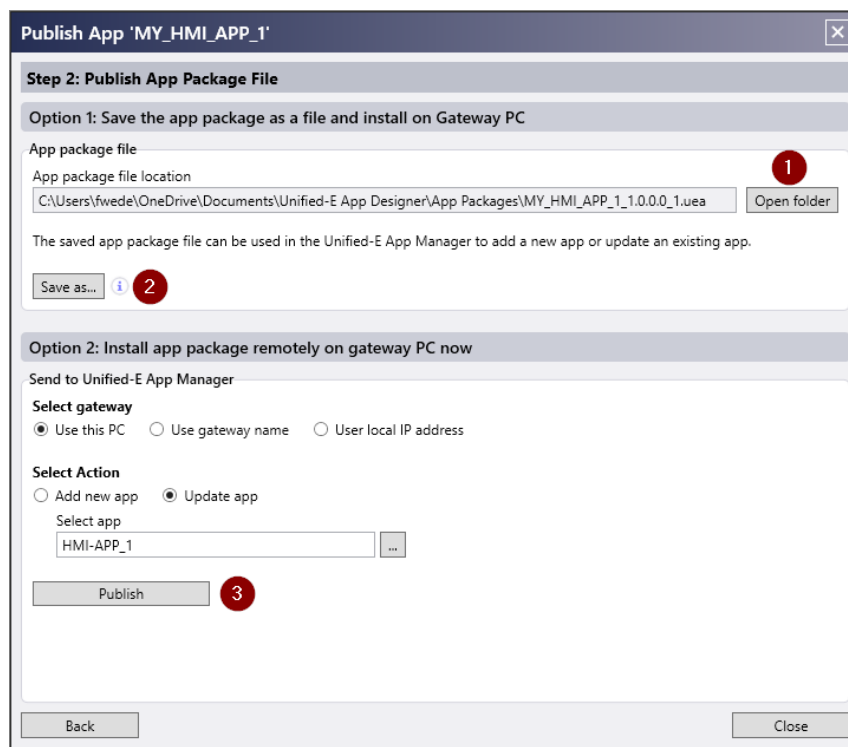 Publish App 'MY_HMI_APP_1'
Step 2: Publish App Package File
Option 1: Save the app package as a file and install on Gateway PC
App package file
1
App package file location
C:\Users\fwede\OneDrive\Documents\Unified-E App Designer\App Packages\MY_HMI_APP_1_1.0.0.0_1.uea Open folder
The saved app package file can be used in the Unified-E App Manager to add a new app or update an existing app.
Save as... i 2
Option 2: Install app package remotely on gateway PC now
Send to Unified-E App Manager
Select gateway
Use this PC Use gateway name User local IP address
Select Action
Add new app Update app
Select app
HMI-APP_1 ...
Publish 3
Back Close